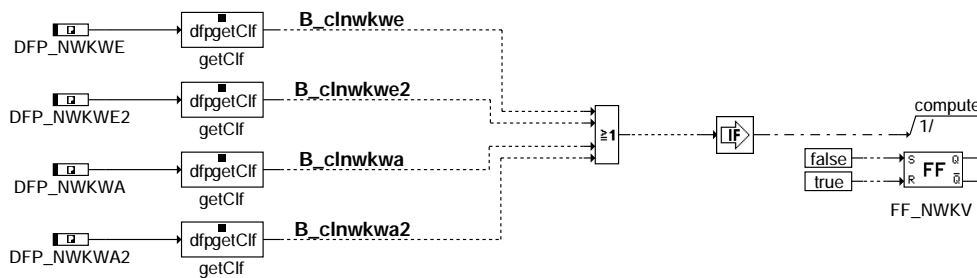 B_clnwkwe
dfpgetClf
DFP_NWKWE
getClf
B_clnwkwe2
dfpgetClf
DFP_NWKWE2
getClf
compute
≥1
IF
1/
B_clnwkwa
dfpgetClf
false
S
Q
FF
true
R
Q̅
DFP_NWKWA
getClf
FF_NWKV
B_clnwkwa2
dfpgetClf
DFP_NWKWA2
getClf